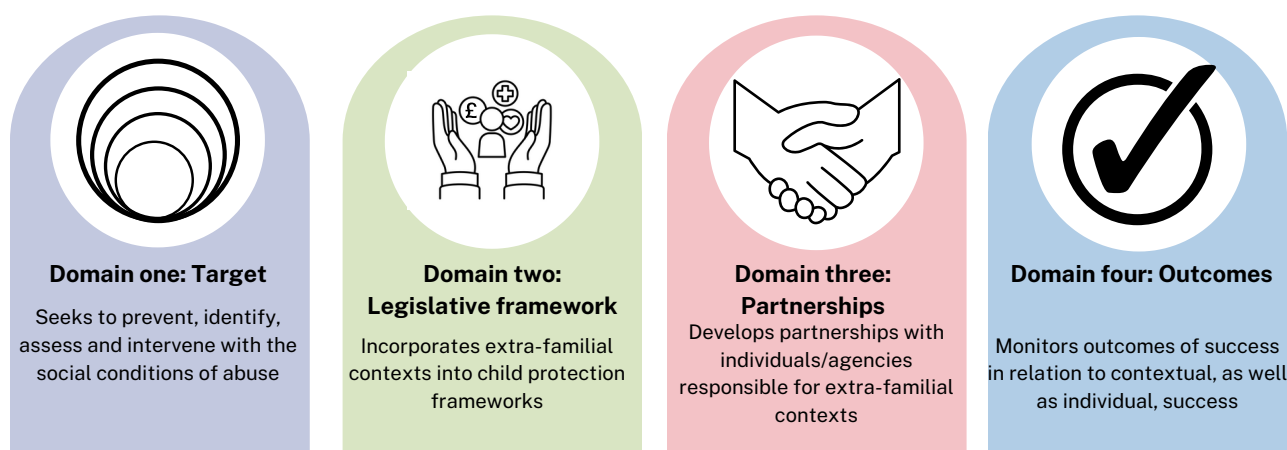 £
Domain one: Target
Seeks to prevent, identify,
assess and intervene with the
social conditions of abuse
Domain two:
Legislative framework
Incorporates extra-familial
contexts into child protection
frameworks
Domain three:
Partnerships
Develops partnerships with
individuals/agencies
responsible for extra-familial
contexts
Domain four: Outcomes
Monitors outcomes of success
in relation to contextual, as well
as individual, success